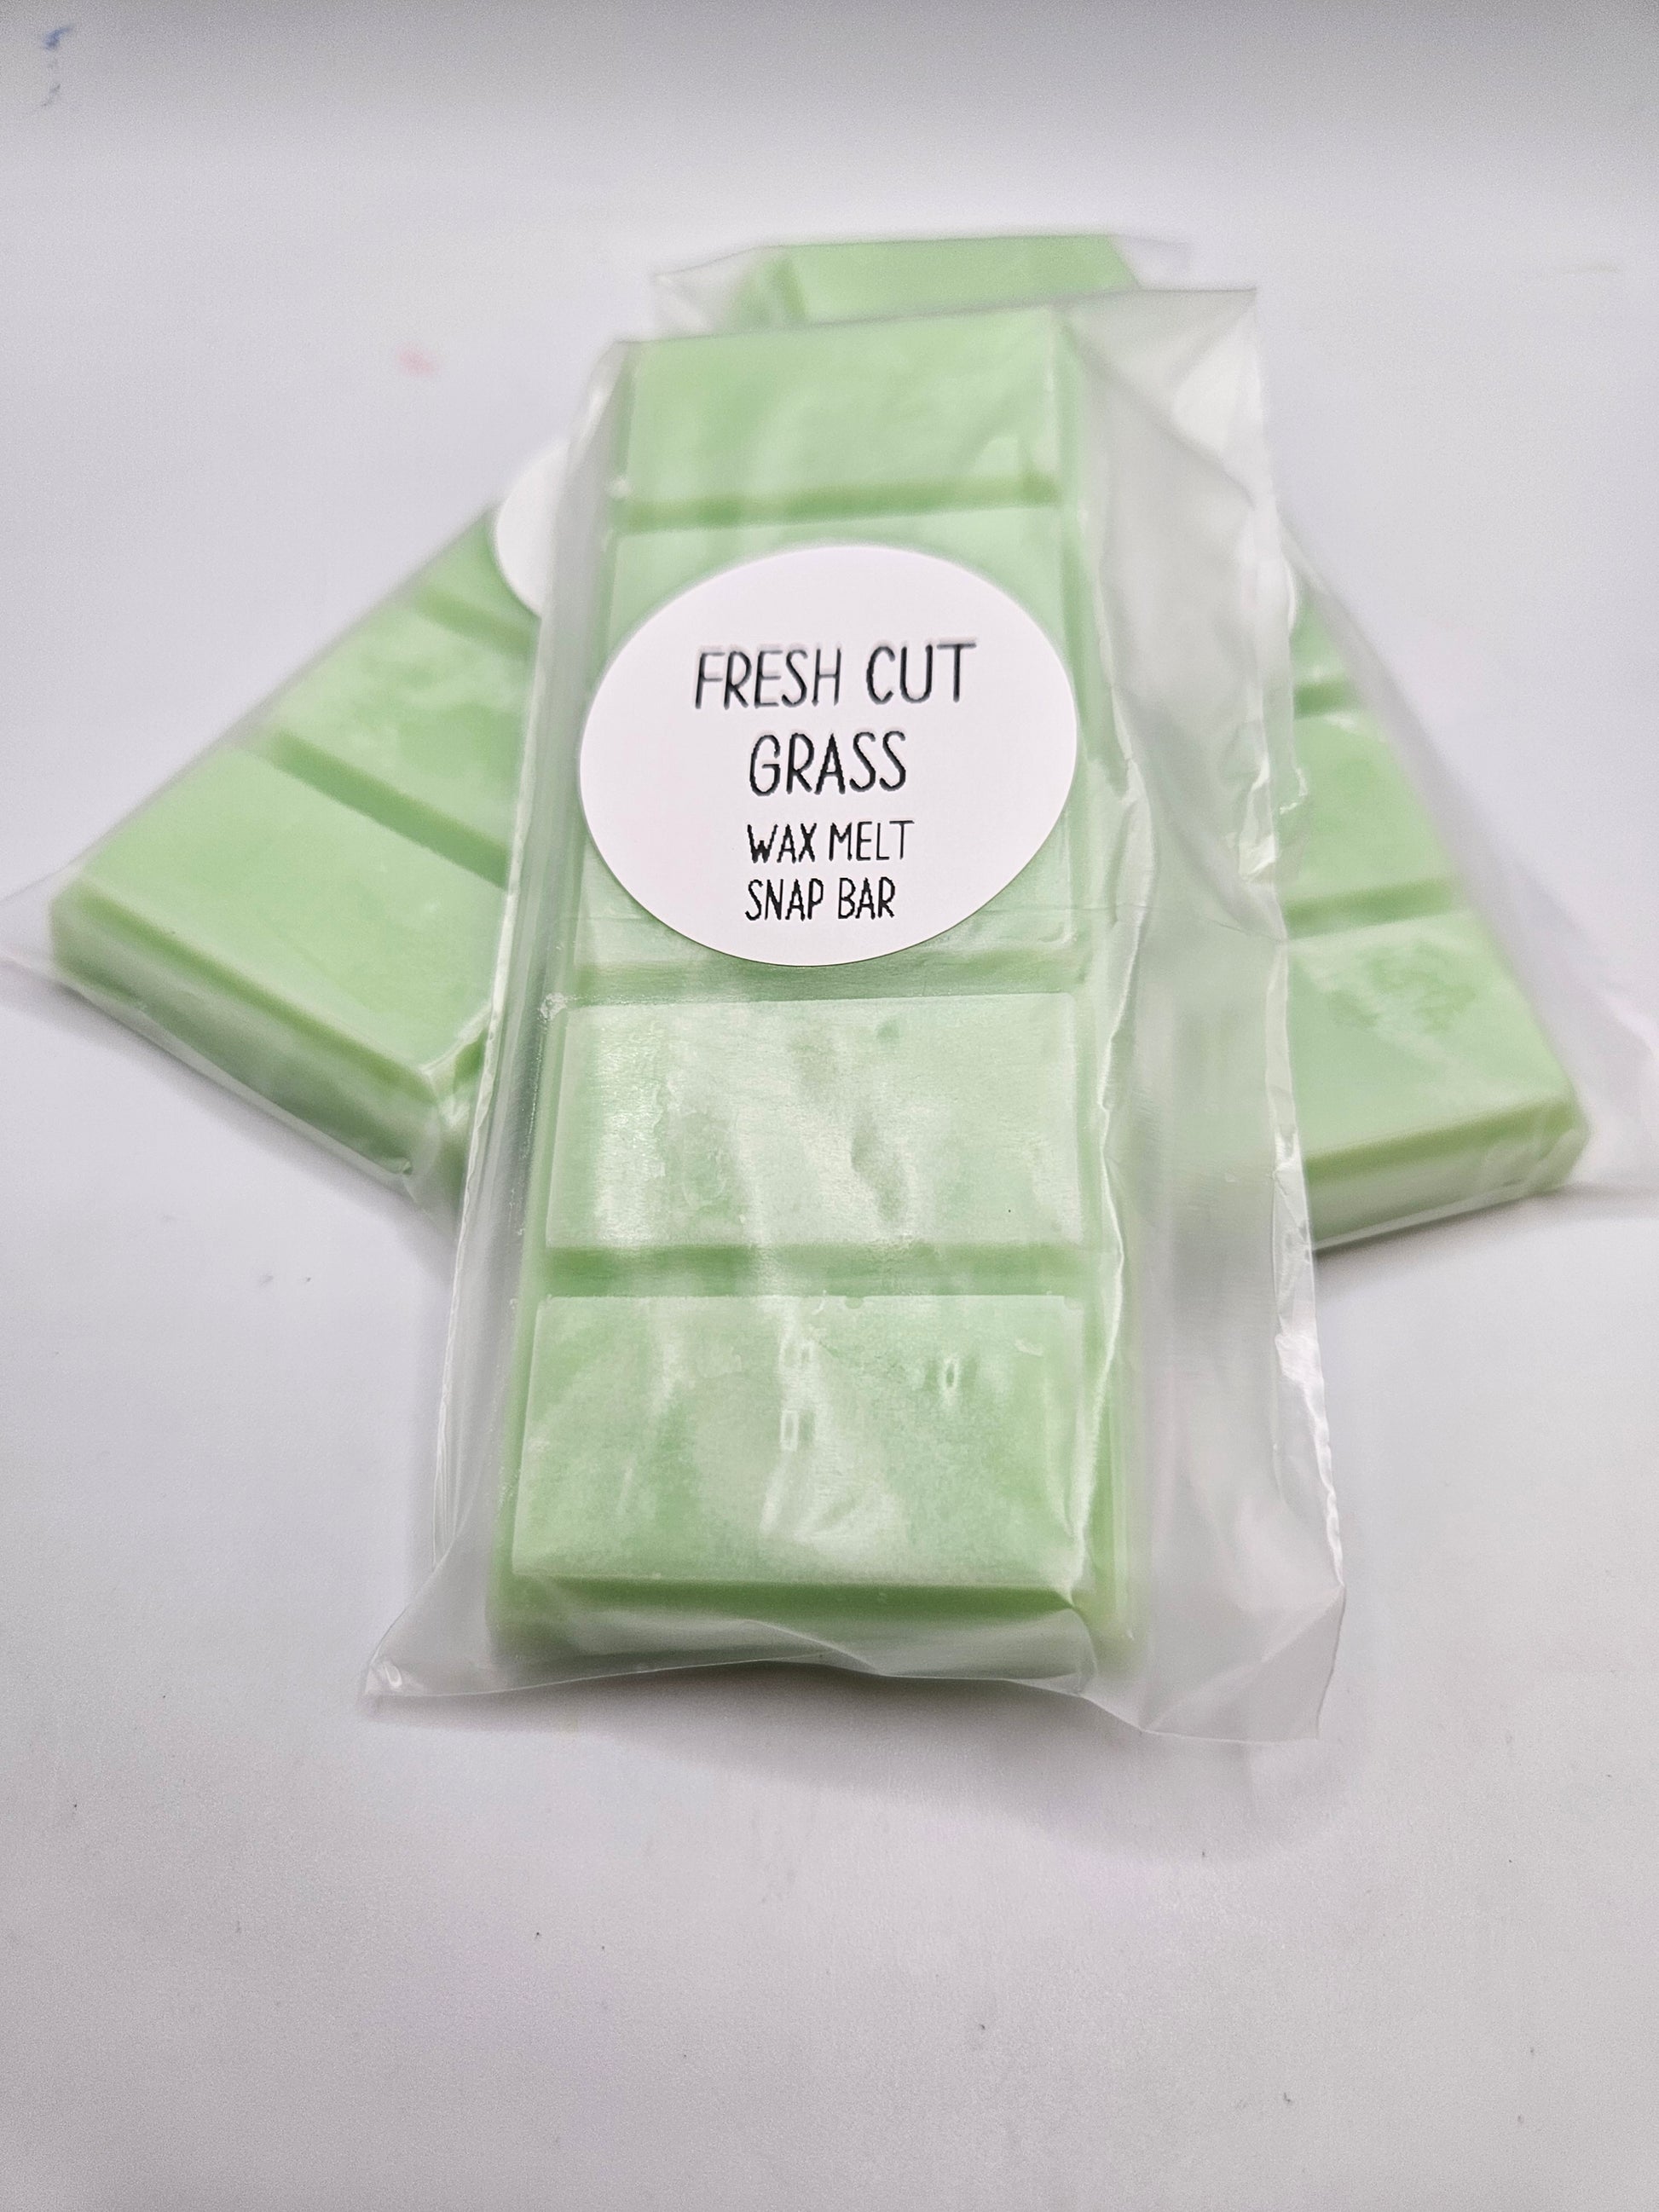 FRESH CUT
GRASS
WAX MELT
SNAP BAR